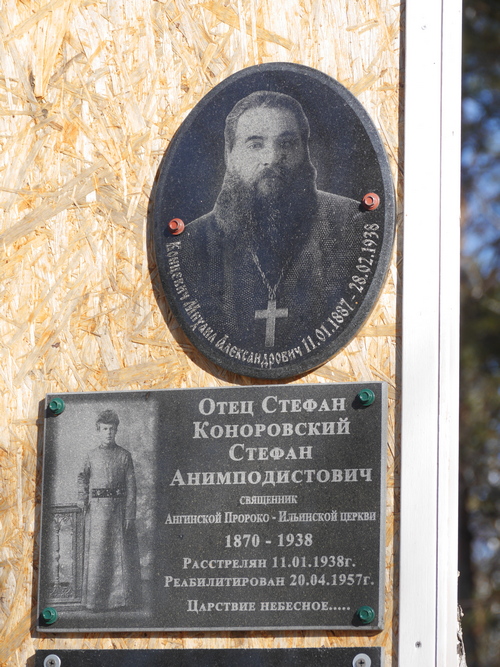 Концевич Михаил Александрович 11.01.1887 - 28.02.1938
Отец Стефан
Коноровский
Стефан
Анимподистович
священник
Ангинской Пророко - Ильинской церкви
1870 - 1938
Расстрелян 11.01.1938г.
Реабилитирован 20.04.1957г.
Царствие небесное.....